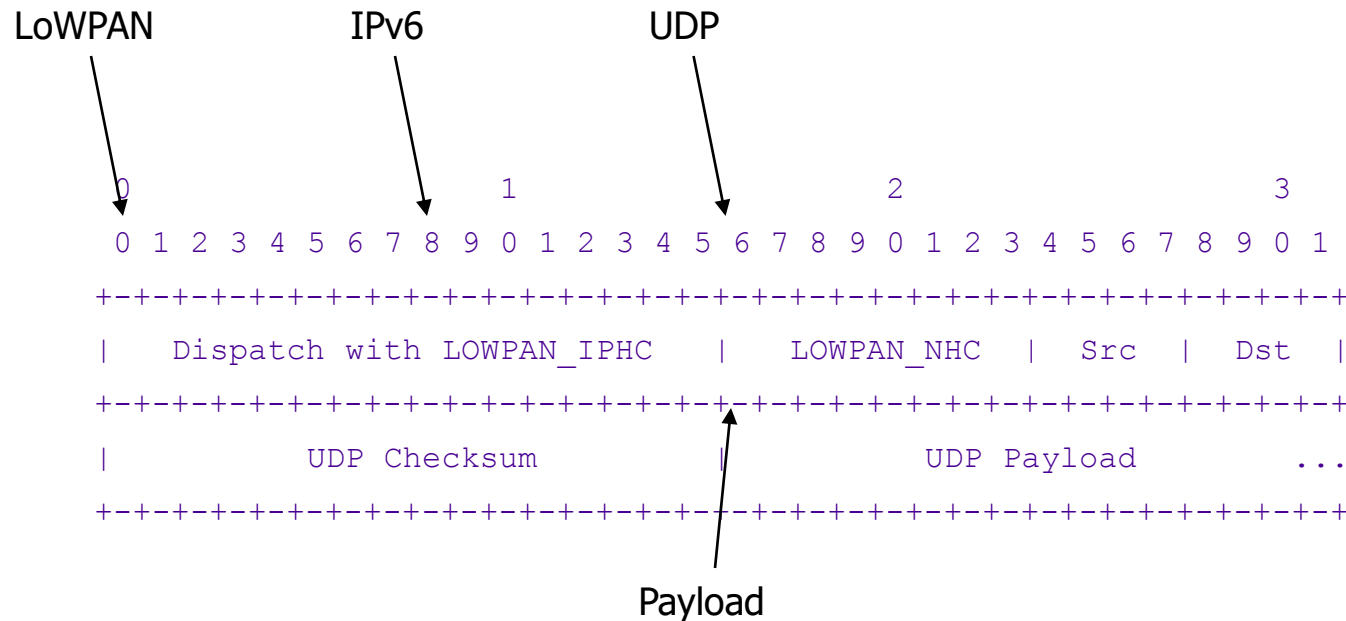 LoWPAN IPv6 UDP
0 1 2 3
0 1 2 3 4 5 6 7 8 9 0 1 2 3 4 5 6 7 8 9 0 1 2 3 4 5 6 7 8 9 0 1
+-+-+-+-+-+-+-+-+-+-+-+-+-+-+-+-+-+-+-+-+-+-+-+-+-+-+-+-+-+-+-+-+
| Dispatch with LOWPAN_IPHC | LOWPAN_NHC | Src | Dst |
+-+-+-+-+-+-+-+-+-+-+-+-+-+-+-+-+-+-+-+-+-+-+-+-+-+-+-+-+-+-+-+-+
| UDP Checksum | UDP Payload ...
+-+-+-+-+-+-+-+-+-+-+-+-+-+-+-+-+-+-+-+-+-+-+-+-+-+-+-+-+-+-+-+-+
Payload